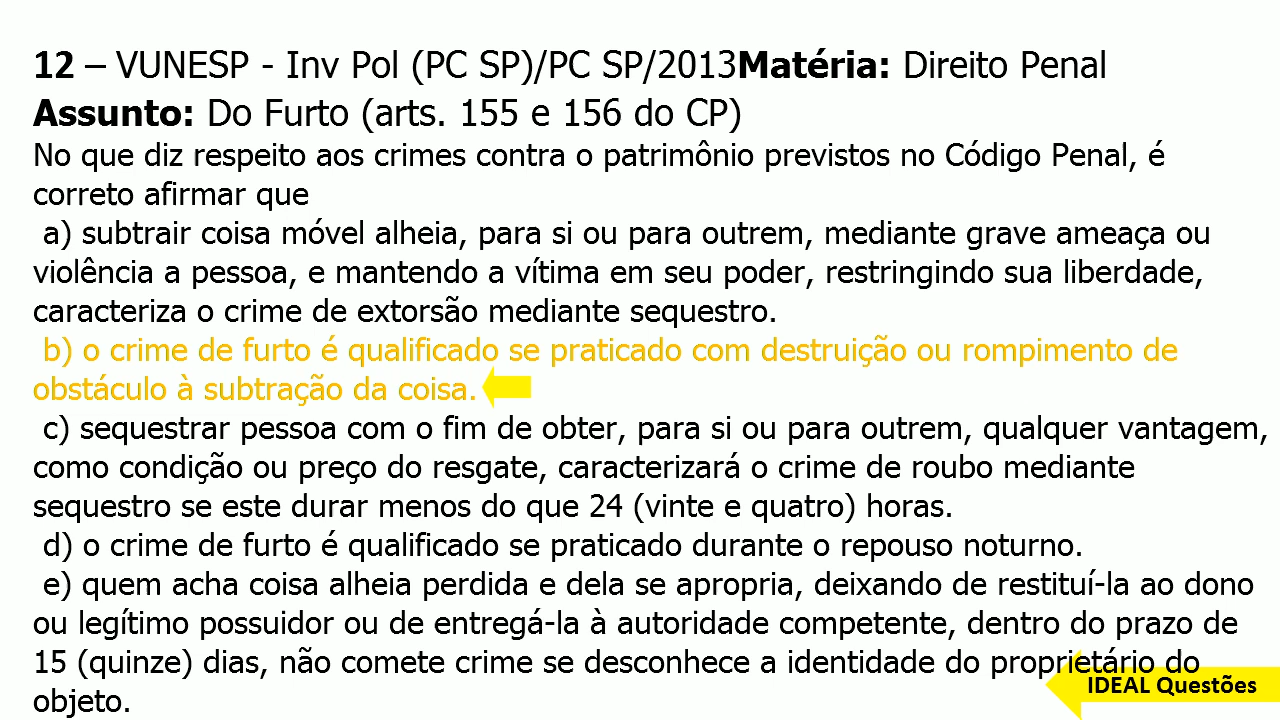 12 – VUNESP - Inv Pol (PC SP)/PC SP/2013Matéria: Direito Penal
Assunto: Do Furto (arts. 155 e 156 do CP)
No que diz respeito aos crimes contra o patrimônio previstos no Código Penal, é
correto afirmar que
a) subtrair coisa móvel alheia, para si ou para outrem, mediante grave ameaça ou
violência a pessoa, e mantendo a vítima em seu poder, restringindo sua liberdade,
caracteriza o crime de extorsão mediante sequestro.
b) o crime de furto é qualificado se praticado com destruição ou rompimento de
obstáculo à subtração da coisa.
c) sequestrar pessoa com o fim de obter, para si ou para outrem, qualquer vantagem,
como condição ou preço do resgate, caracterizará o crime de roubo mediante
sequestro se este durar menos do que 24 (vinte e quatro) horas.
d) o crime de furto é qualificado se praticado durante o repouso noturno.
e) quem acha coisa alheia perdida e dela se apropria, deixando de restituí-la ao dono
ou legítimo possuidor ou de entregá-la à autoridade competente, dentro do prazo de
15 (quinze) dias, não comete crime se desconhece a identidade do proprietário do
objeto.
IDEAL Questões